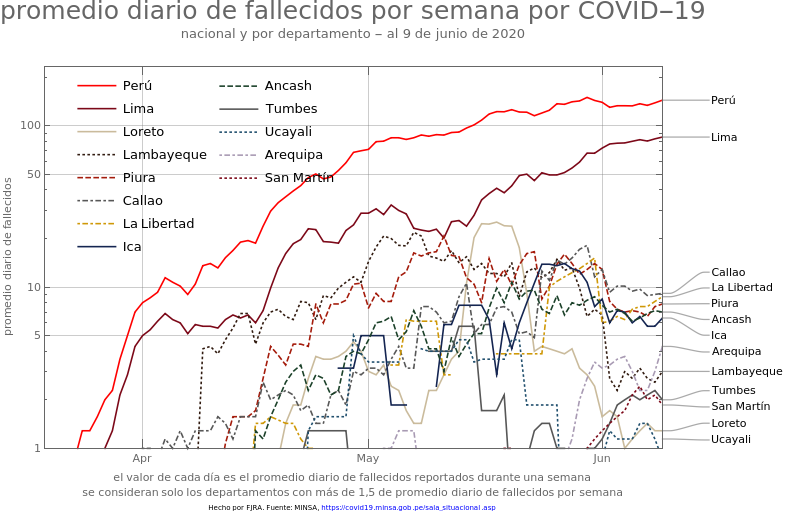 promedio diario de fallecidos por semana por COVID–19
nacional y por departamento – al 9 de junio de 2020
promedio diario de fallecidos
100
50
10
5
1
Apr
May
Jun
Perú
Lima
Loreto
Lambayeque
Piura
Callao
La Libertad
Ica
Ancash
Tumbes
Ucayali
Arequipa
San Martín
Perú
Lima
Callao
La Libertad
Piura
Ancash
Ica
Arequipa
Lambayeque
Tumbes
San Martín
Loreto
Ucayali
el valor de cada día es el promedio diario de fallecidos reportados durante una semana
se consideran solo los departamentos con más de 1,5 de promedio diario de fallecidos por semana
Hecho por FJRA. Fuente: MINSA, https://covid19.minsa.gob.pe/sala_situacional.asp